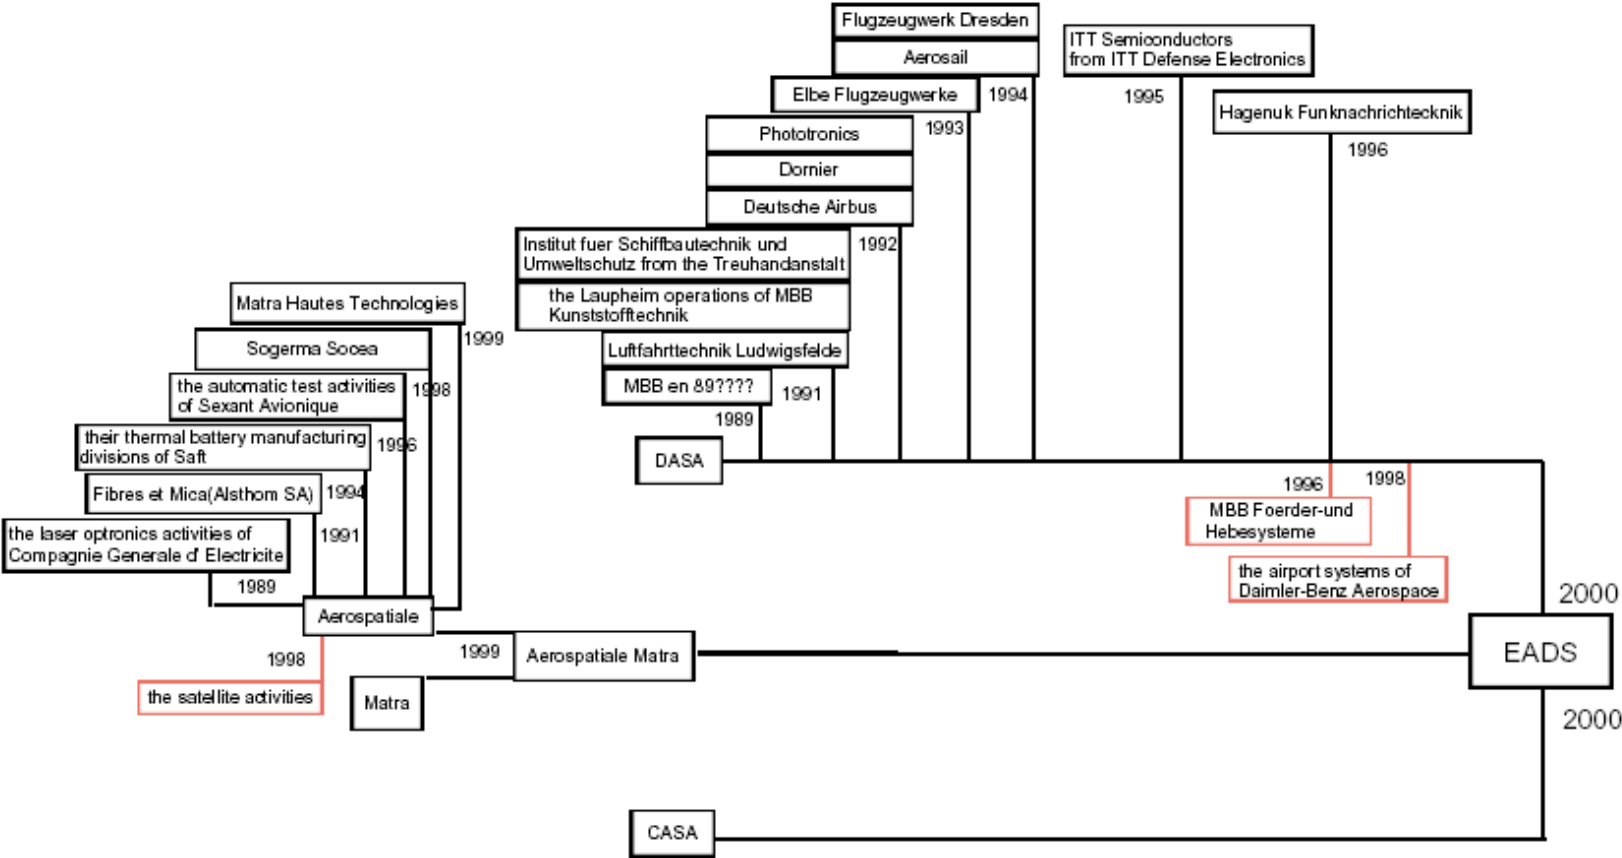 Flugzeugwerk Dresden
Aerosail
ITT Semiconductors
from ITT Defense Electronics
Elbe Flugzeugwerke
1994
1995
Hagenuk Funknachrichtecknik
1996
Phototronics
1993
Dornier
Deutsche Airbus
Institut fuer Schiffbautechnik und
Umweltschutz from the Treuhandanstalt
1992
the Laupheim operations of MBB
Kunststofftechnik
Luftfahrttechnik Ludwigsfelde
MBB en 89????
1991
1989
DASA
Matra Hautes Technologies
1999
Sogerma Socea
the automatic test activities
of Sexant Avionique
1998
their thermal battery manufacturing
divisions of Saft
1996
Fibres et Mica(Alsthom SA)
1994
the laser optronics activities of
Compagnie Generale d' Electricite
1991
1989
Aerospatiale
1998
the satellite activities
1999
Aerospatiale Matra
Matra
1996
1998
MBB Foerder-und
Hebesysteme
the airport systems of
Daimler-Benz Aerospace
2000
EADS
2000
CASA